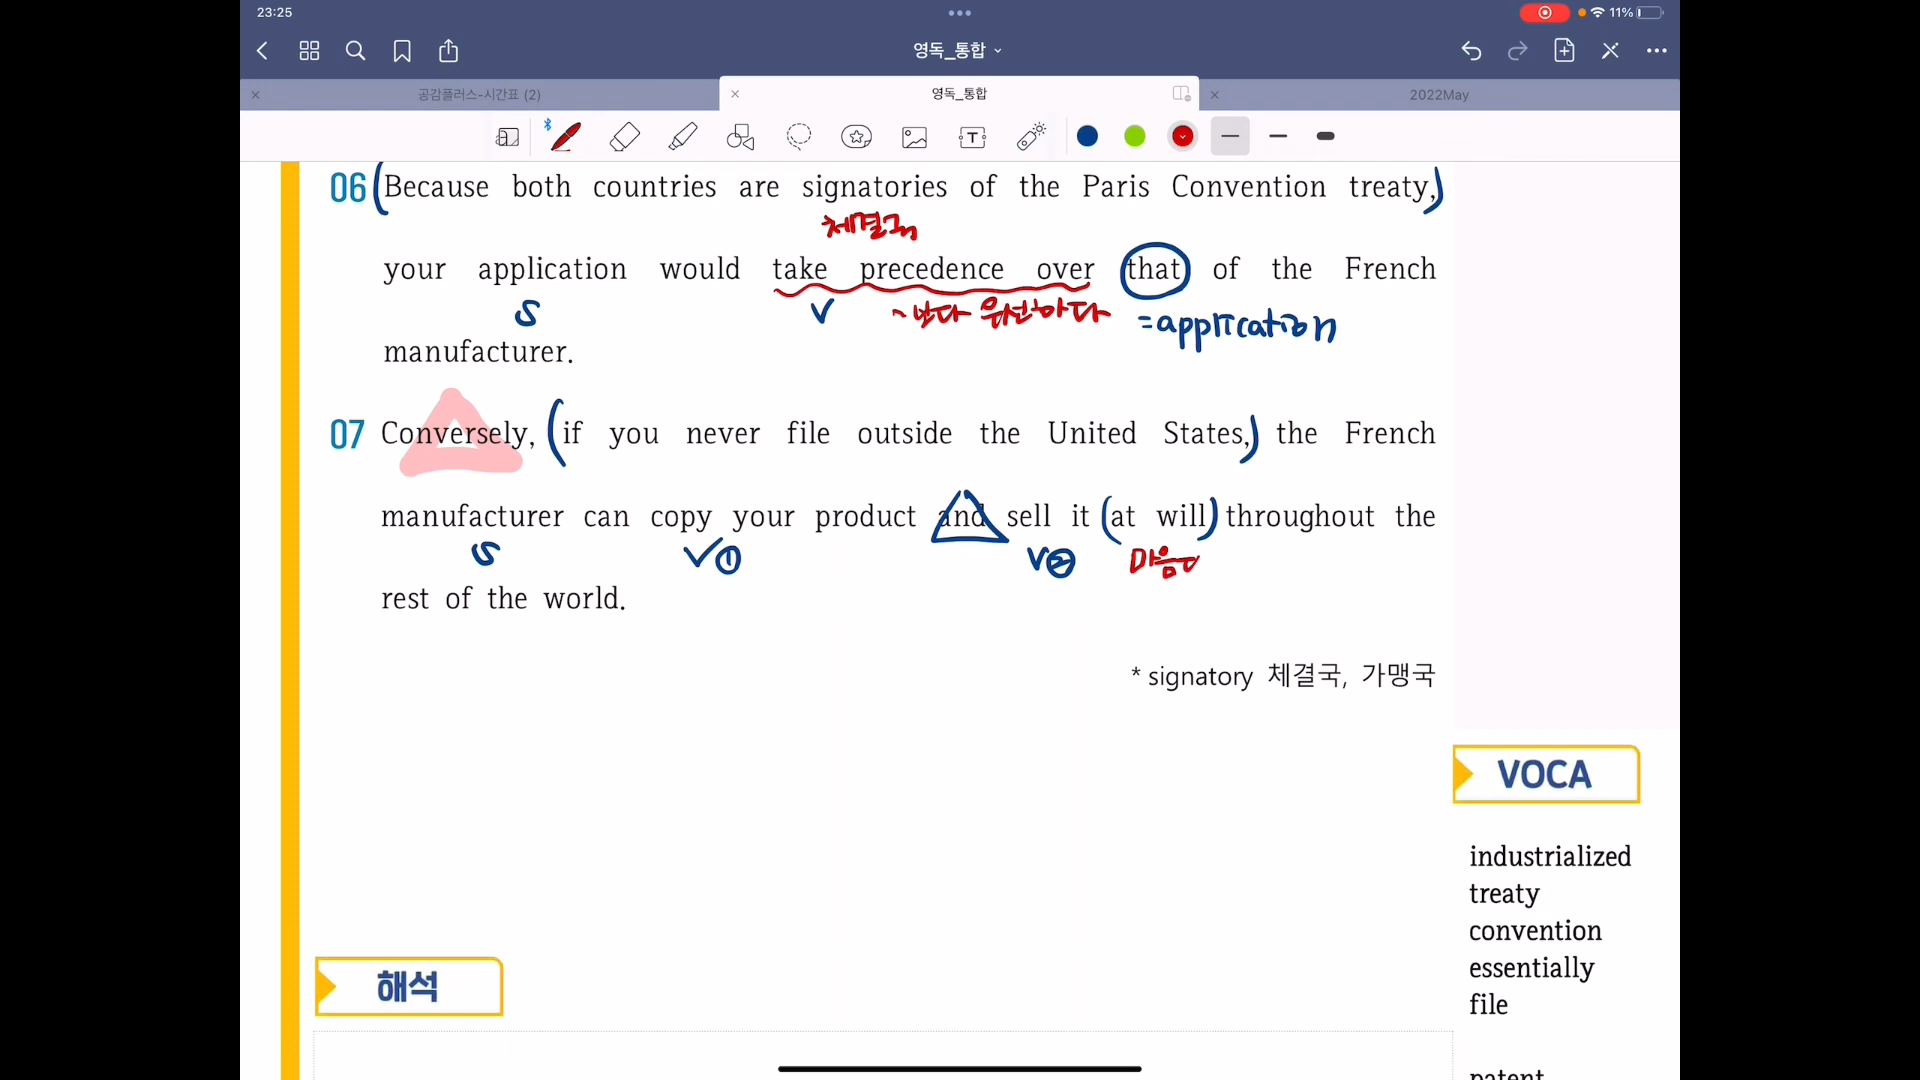 23:25
11%
영독_통합
공감플러스-시간표 (2)
영독_통합
2022May
06 (Because both countries are signatories of the Paris Convention treaty,)
체결국
your application would take precedence over that of the French
S V ~보다 우선하다 =application
manufacturer.
07 Conversely, (if you never file outside the United States,) the French
manufacturer can copy your product and sell it (at will) throughout the
S V① V② 마음
rest of the world.
* signatory 체결국, 가맹국
VOCA
industrialized
treaty
convention
essentially
file
patent
해석